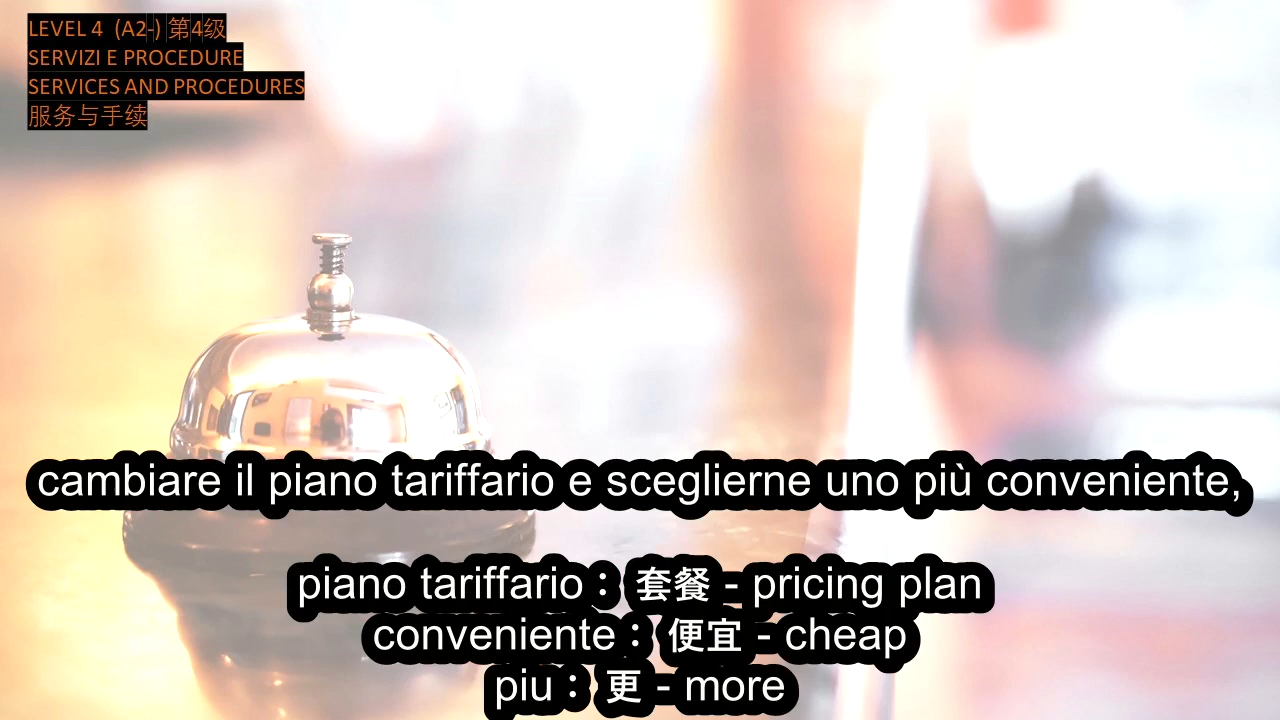 LEVEL 4 (A2-) 第4级
SERVIZI E PROCEDURE
SERVICES AND PROCEDURES
服务与手续
cambiare il piano tariffario e sceglierne uno più conveniente,
piano tariffario：套餐 - pricing plan
conveniente：便宜 - cheap
piu：更 - more